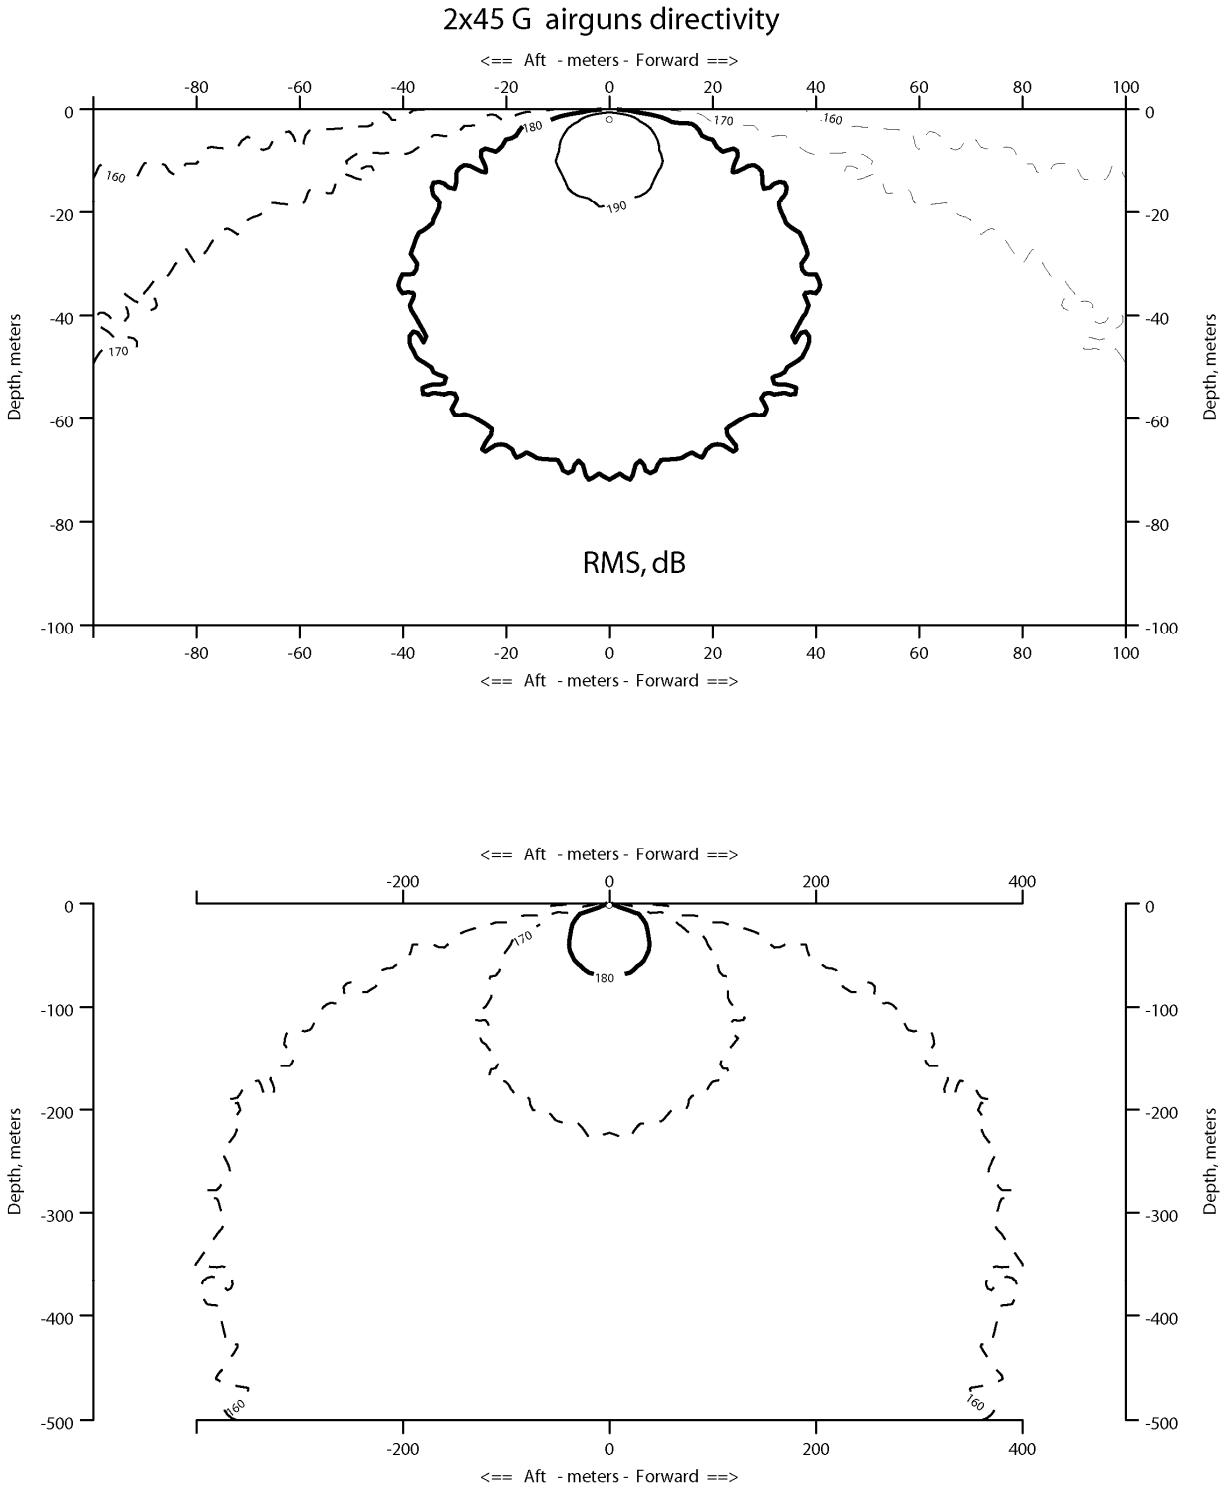 2x45 G airguns directivity
<== Aft - meters - Forward ==>
-80 -60 -40 -20 0 20 40 60 80 100
0 0
180 170 160
160
190
-20 -20
-40 -40
170
Depth, meters Depth, meters
-60 -60
-80 -80
RMS, dB
-100 -100
-80 -60 -40 -20 0 20 40 60 80 100
<== Aft - meters - Forward ==>
<== Aft - meters - Forward ==>
-200 0 200 400
0 0
170
180
-100 -100
-200 -200
Depth, meters Depth, meters
-300 -300
-400 -400
160 160
-500 -500
-200 0 200 400
<== Aft - meters - Forward ==>